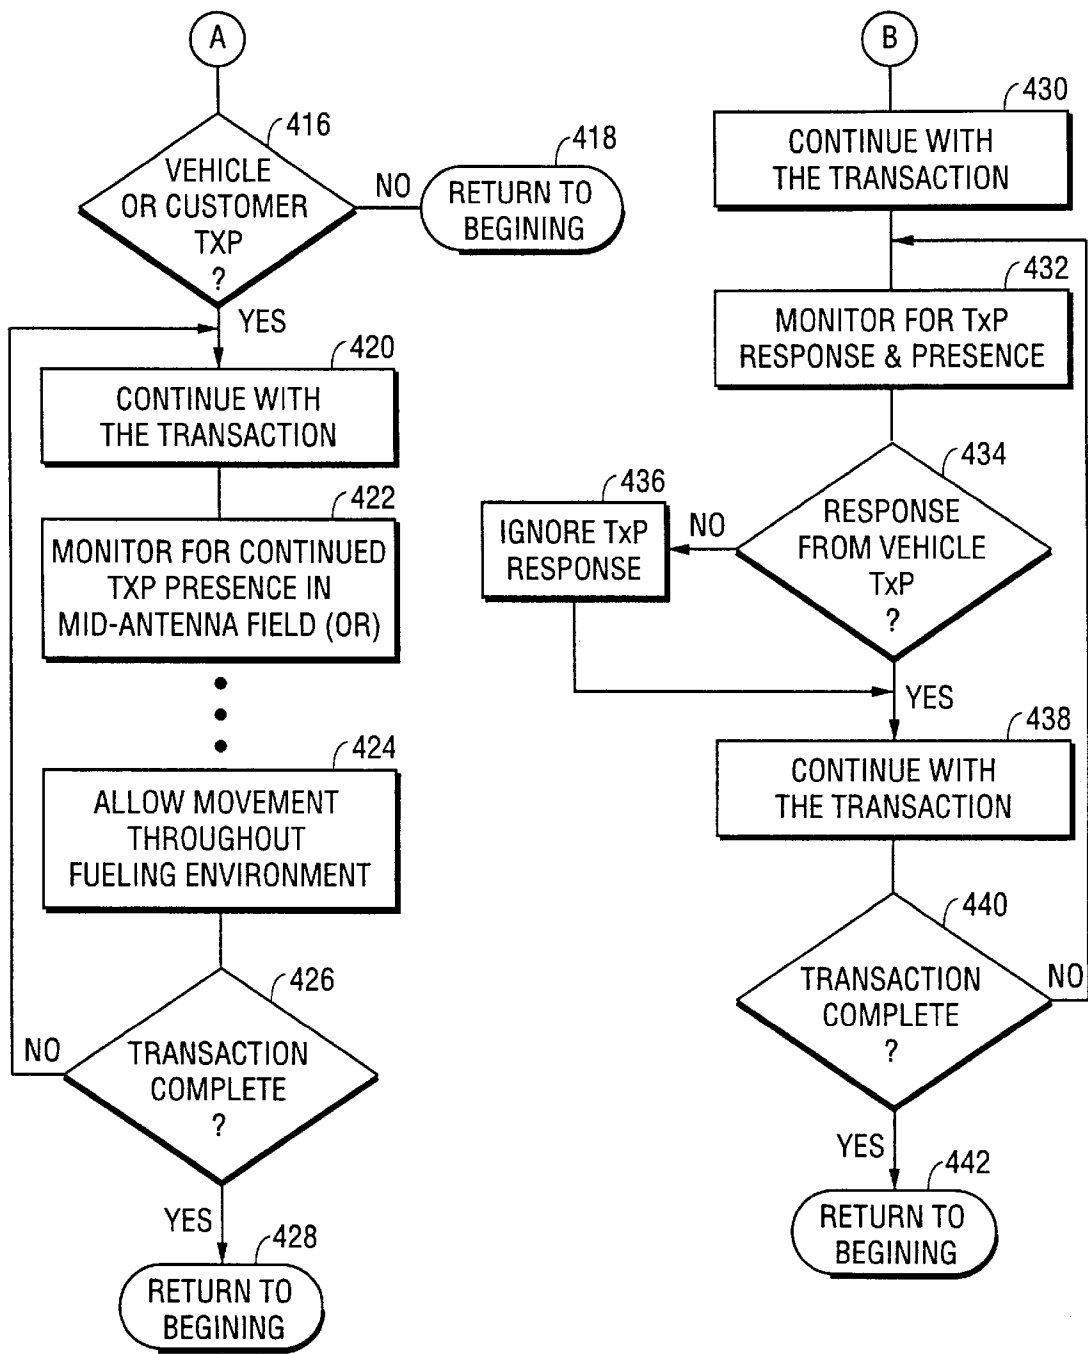 A
416
VEHICLE
OR CUSTOMER
TXP
?
NO
418
RETURN TO
BEGINING
YES
420
CONTINUE WITH
THE TRANSACTION
422
MONITOR FOR CONTINUED
TXP PRESENCE IN
MID-ANTENNA FIELD (OR)
424
ALLOW MOVEMENT
THROUGHOUT
FUELING ENVIRONMENT
426
TRANSACTION
COMPLETE
?
NO
YES
428
RETURN TO
BEGINING
B
430
CONTINUE WITH
THE TRANSACTION
432
MONITOR FOR TxP
RESPONSE & PRESENCE
434
RESPONSE
FROM VEHICLE
TxP
?
NO
436
IGNORE TxP
RESPONSE
YES
438
CONTINUE WITH
THE TRANSACTION
440
TRANSACTION
COMPLETE
?
NO
YES
442
RETURN TO
BEGINING